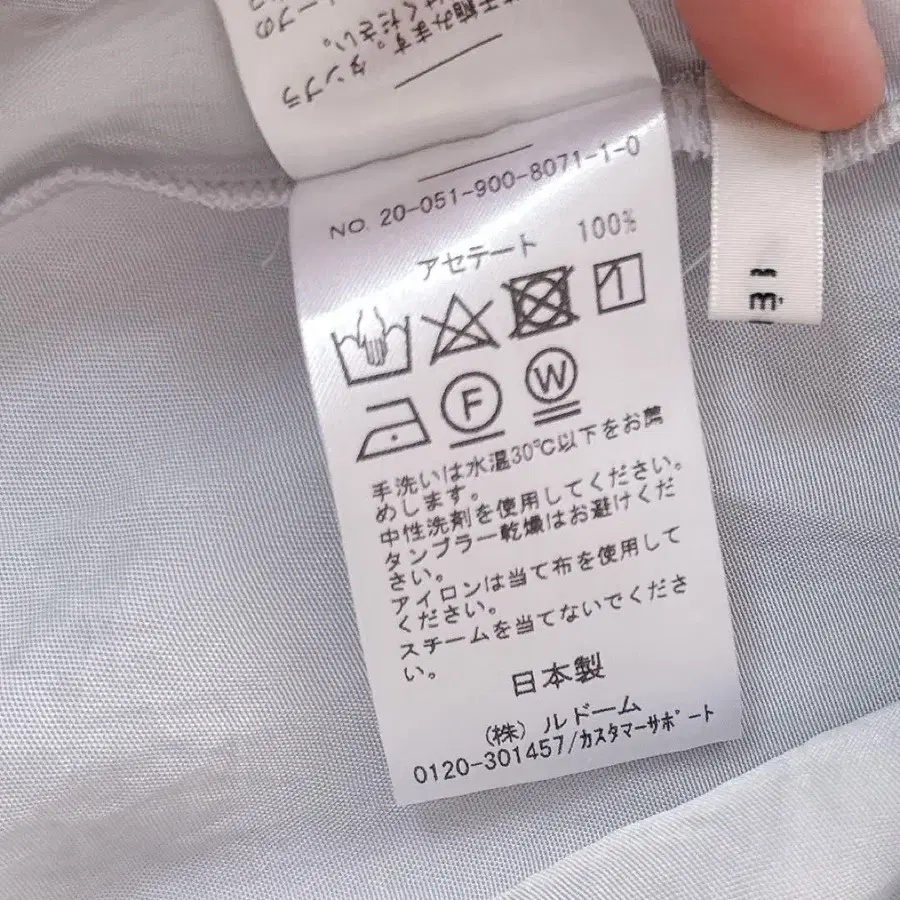 タンブラ
NO. 20-051-900-8071-1-0
アセテート 100%
F
W
手洗いは水温30℃以下をお薦
めします。
中性洗剤を使用してください。
タンブラー乾燥はお避けくだ
さい。
アイロンは当て布を使用して
ください。
スチームを当てないでくださ
い。
日本製
（株）ルドーム
0120-301457/カスタマーサポート